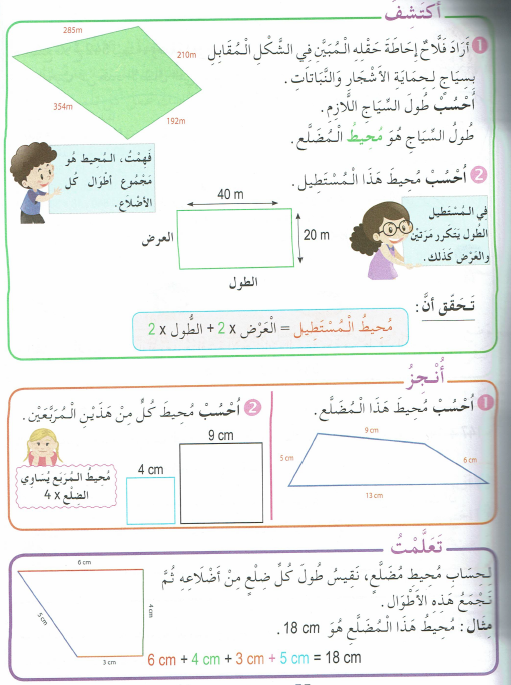 أَكْتَشِفُ
1 أَرَادَ فَلَّاحٌ إِحَاطَةَ حَقْلِهِ الْمُبَيَّنِ فِي الشَّكْلِ الْمُقَابِلِ
بِسِيَاجٍ لِحِمَايَةِ الْأَشْجَارِ وَالنَّبَاتَاتِ.
أَحْسُبْ طُولَ السِّيَاجِ اللَّازِمِ.
طُولُ السِّيَاجِ هُوَ مُحِيطُ الْمُضَلَّعِ.
285m
210m
354m
192m
فَهِمْتُ، الْمُحِيط هُوَ
مَجْمُوعُ أَطْوَال كُلِّ
الْأَضْلَاع.
2 أَحْسُبْ مُحِيطَ هَذَا الْمُسْتَطِيلِ.
40 m
20 m
العرض
الطول
فِي الْمُسْتَطِيل
الطُّول يَتَكَرر مَرَتَيْن
والعَرْض كَذلك.
تَحَقَّق أنَّ:
مُحِيطُ الْمُسْتَطِيل = الْعَرْض x 2 + الطُّول x 2
أُنْجِزُ
1 أُحْسُبْ مُحِيطَ هَذَا الْمُضَلَّعِ.
9 cm
5 cm
6 cm
13 cm
2 أُحْسُبْ مُحِيطَ كُلٍّ مِنْ هَذَيْنِ الْمُرَبَّعَيْنِ.
9 cm
4 cm
مُحِيطُ المُرَبَع يُسَاوِي
الضِلْع x 4
تَعَلَّمْتُ
لِحِسَابِ مُحِيطِ مُضَلَّعٍ، نَقِيسُ طُولَ كُلِّ ضِلْعٍ مِنْ أَضْلَاعِهِ ثُمَّ
نَجْمَعُ هَذِهِ الْأَطْوَالَ.
مِثَال: مُحِيطُ هَذَا الْمُضَلَّعِ هُوَ 18 cm .
6 cm + 4 cm + 3 cm + 5 cm = 18 cm
6 cm
5 cm
4 cm
3 cm